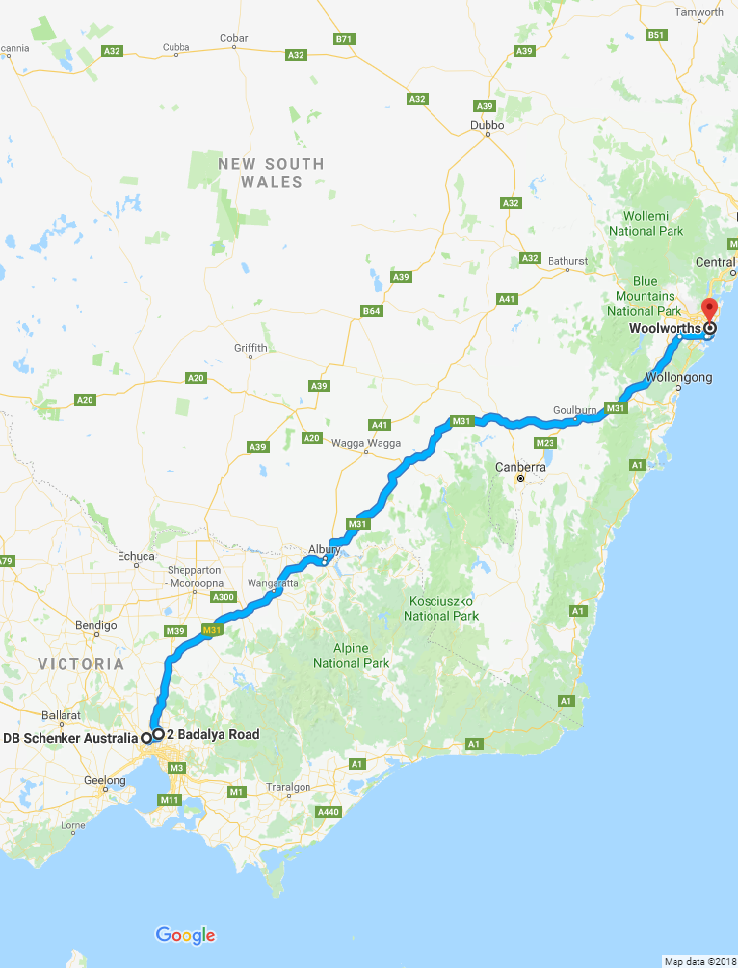 Tamworth
cannia
A32
Cubba
Cobar
A32
B71
A39
B51
A32
A39
Dubbo
NEW SOUTH
WALES
A32
Wollemi
National Park
A32
Bathurst
M
Central
A39
Blue
Mountains
National Park
A41
B64
Woolworths
Griffith
A20
A39
Wollongong
A20
A41
M31
Goulburn
M31
A20
A39
Wagga Wagga
M23
Canberra
A1
M31
Albury
Echuca
A79
Shepparton
-Mcoroopna
Wangaratta
A300
Kosciuszko
National Park
A1
Bendigo
M39
M31
Alpine
National Park
VICTORIA
A1
Ballarat
DB Schenker Australia
2 Badalya Road
A1
M3
A1
Geelong
M11
M1
Traralgon
A440
Lorne
Google
Map data ©2018